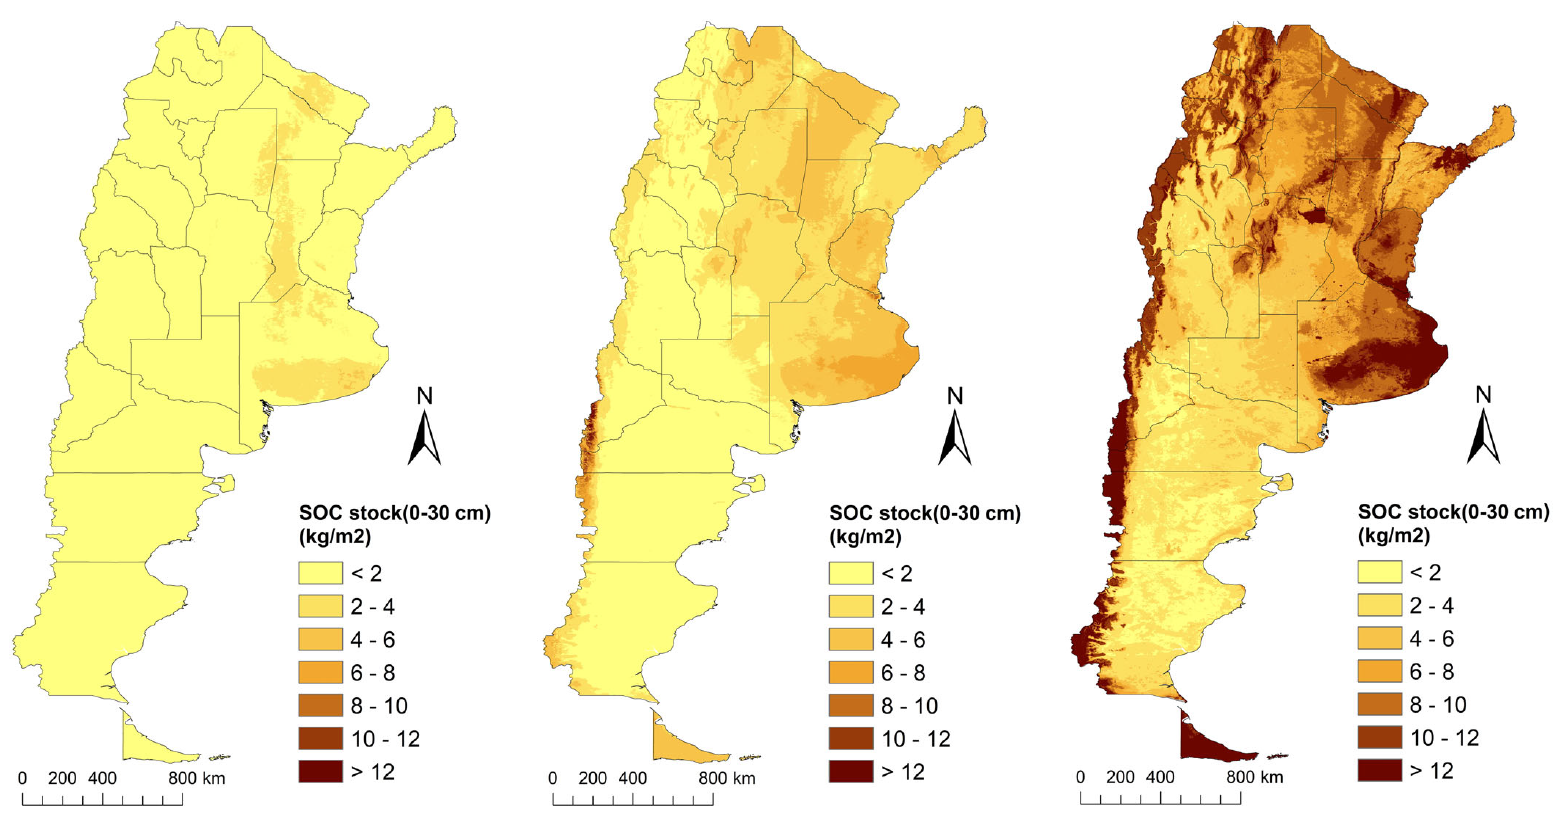 N
SOC stock(0-30 cm)
(kg/m2)
< 2
2 - 4
4 - 6
6 - 8
8 - 10
10 - 12
> 12
0 200 400 800 km
N
SOC stock(0-30 cm)
(kg/m2)
< 2
2 - 4
4 - 6
6 - 8
8 - 10
10 - 12
> 12
0 200 400 800 km
N
SOC stock(0-30 cm)
(kg/m2)
< 2
2 - 4
4 - 6
6 - 8
8 - 10
10 - 12
> 12
0 200 400 800 km